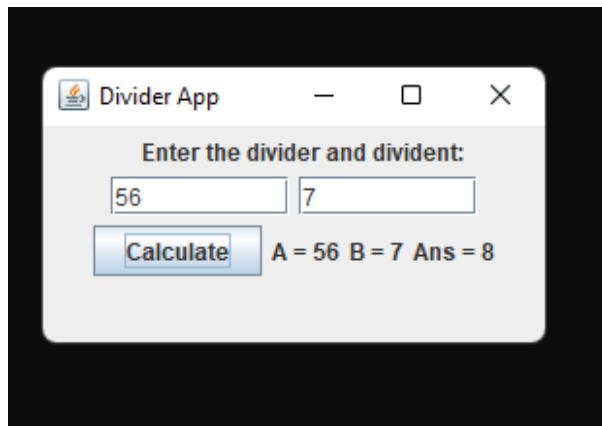 Divider App
Enter the divider and divident:
56 7
Calculate A = 56 B = 7 Ans = 8